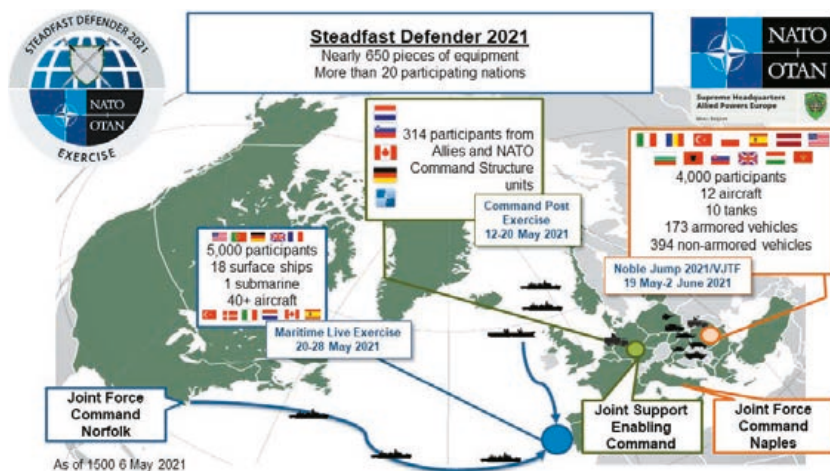 STEADFAST DEFENDER 2021
NATO
OTAN
EXERCISE
Steadfast Defender 2021
Nearly 650 pieces of equipment
More than 20 participating nations
NATO
OTAN
Supreme Headquarters
Allied Powers Europe
314 participants from
Allies and NATO
Command Structure
units
Command Post
Exercise
12-20 May 2021
4,000 participants
12 aircraft
10 tanks
173 armored vehicles
394 non-armored vehicles
Noble Jump 2021/VJTF
19 May-2 June 2021
5,000 participants
18 surface ships
1 submarine
40+ aircraft
Maritime Live Exercise
20-28 May 2021
Joint Force
Command
Norfolk
Joint Support
Enabling
Command
Joint Force
Command
Naples
As of 1500 6 May 2021